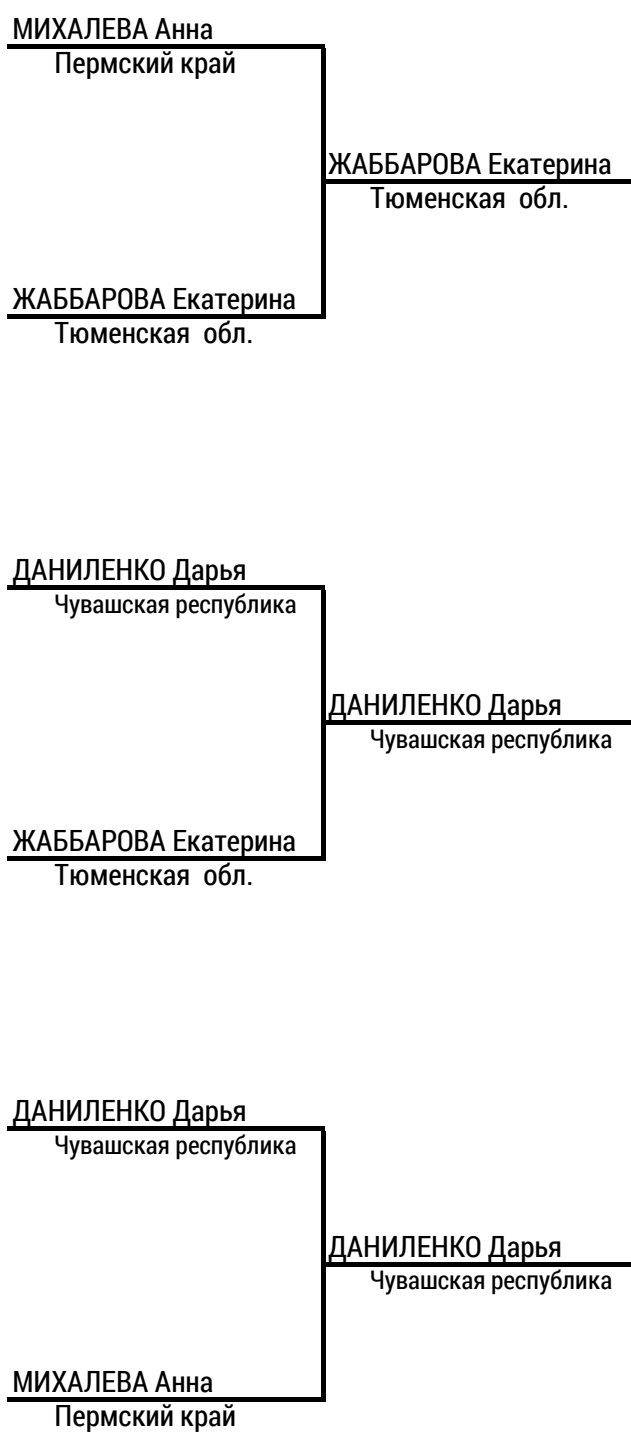 МИХАЛЕВА Анна
Пермский край
ЖАББАРОВА Екатерина
Тюменская обл.
ЖАББАРОВА Екатерина
Тюменская обл.
ДАНИЛЕНКО Дарья
Чувашская республика
ДАНИЛЕНКО Дарья
Чувашская республика
ЖАББАРОВА Екатерина
Тюменская обл.
ДАНИЛЕНКО Дарья
Чувашская республика
ДАНИЛЕНКО Дарья
Чувашская республика
МИХАЛЕВА Анна
Пермский край